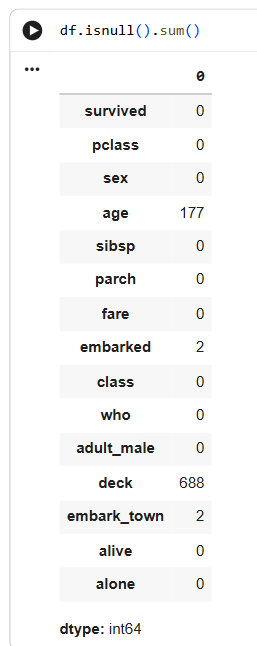 df.isnull().sum()
...
0
survived 0
pclass 0
sex 0
age 177
sibsp 0
parch 0
fare 0
embarked 2
class 0
who 0
adult_male 0
deck 688
embark_town 2
alive 0
alone 0
dtype: int64